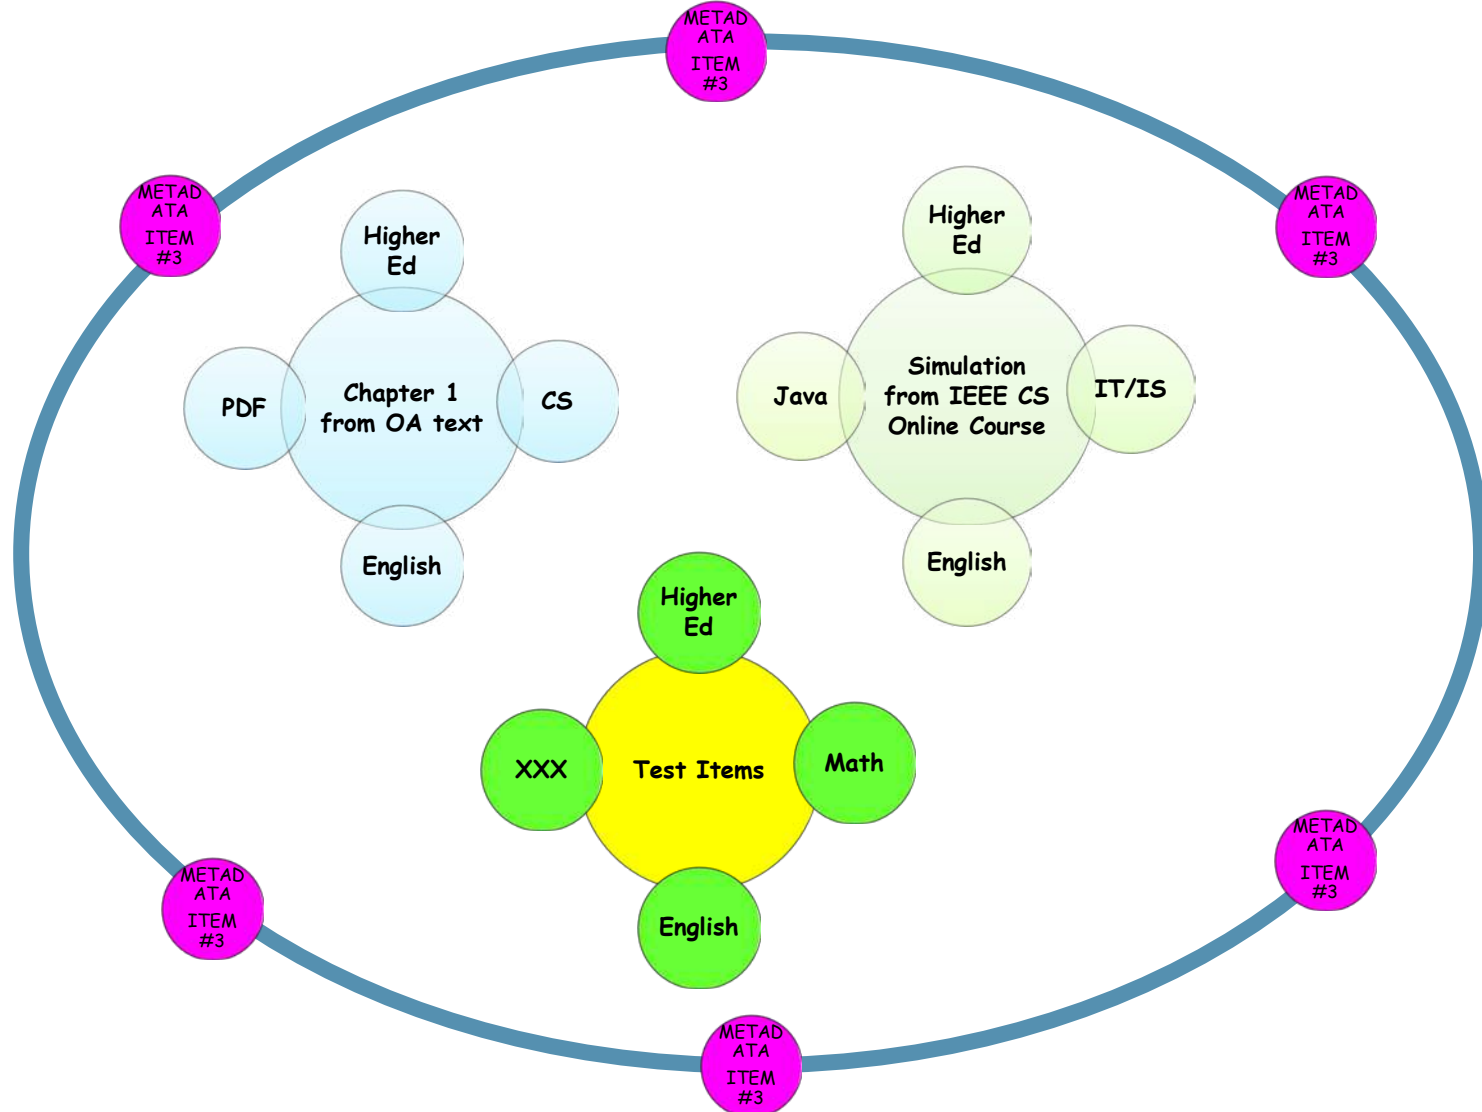 METAD
ATA
ITEM
#3
METAD
ATA
ITEM
#3
METAD
ATA
ITEM
#3
Higher
Ed
PDF
Chapter 1
from OA text
CS
English
Higher
Ed
Java
Simulation
from IEEE CS
Online Course
IT/IS
English
Higher
Ed
XXX
Test Items
Math
English
METAD
ATA
ITEM
#3
METAD
ATA
ITEM
#3
METAD
ATA
ITEM
#3